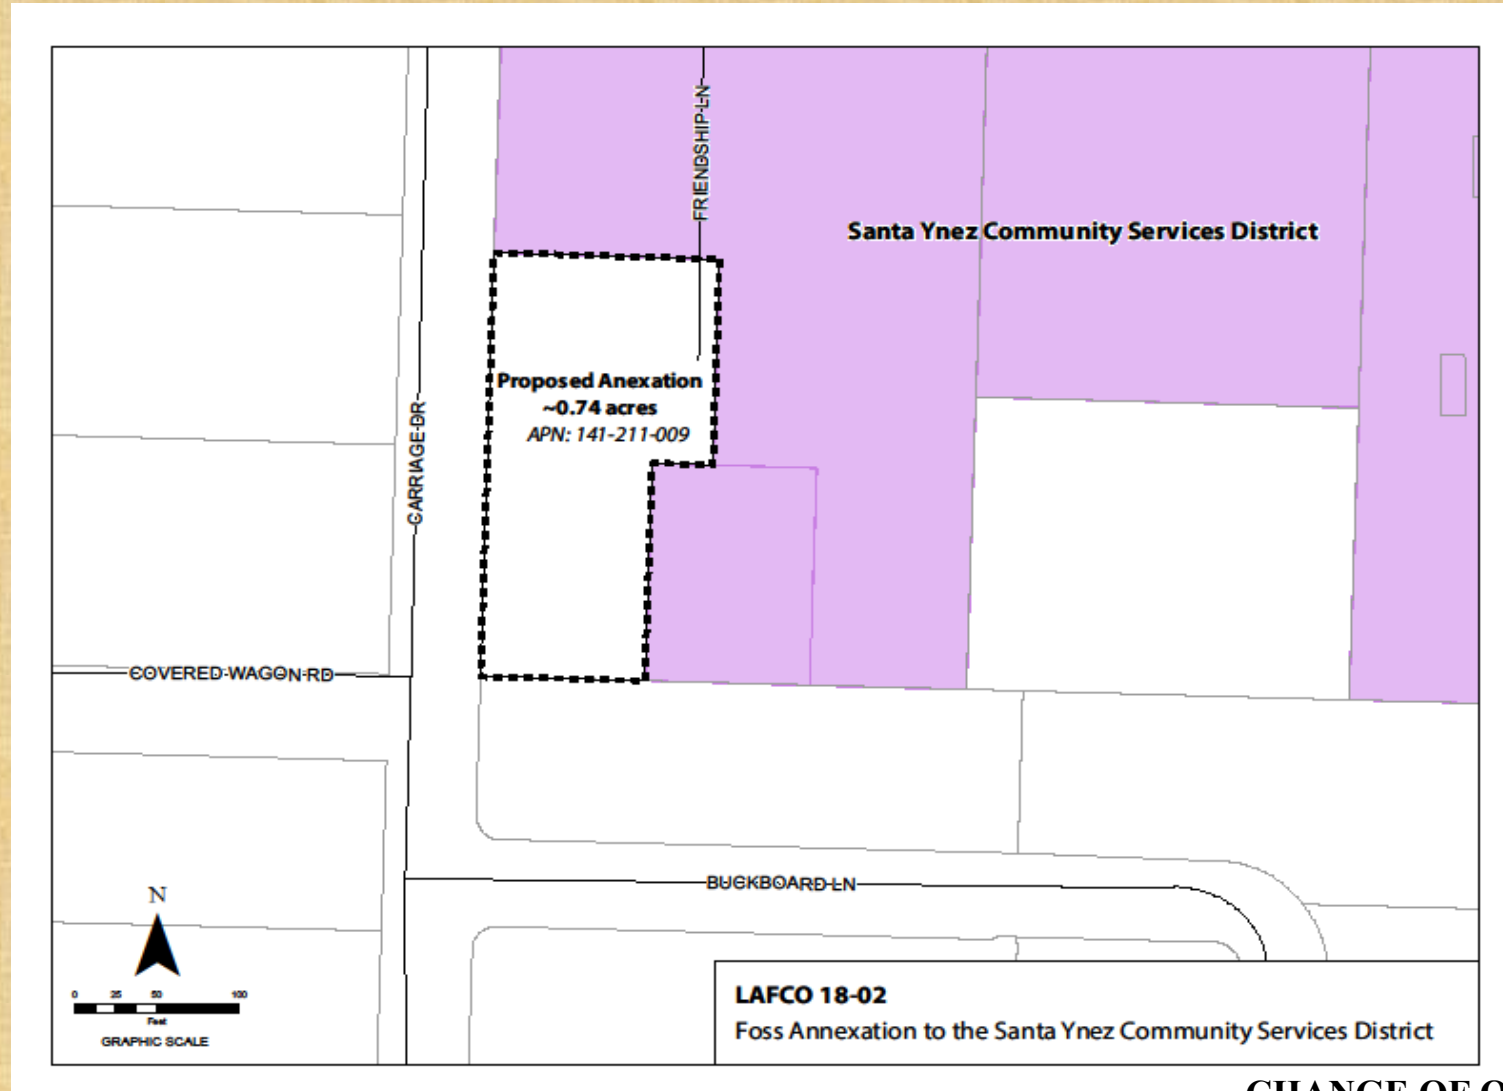 FRIENDSHIP LN
Santa Ynez Community Services District
Proposed Anexation
~0.74 acres
APN: 141-211-009
CARRIAGE DR
COVERED WAGON RD
BUCKBOARD LN
N
0 25 50 100
Feet
GRAPHIC SCALE
LAFCO 18-02
Foss Annexation to the Santa Ynez Community Services District
CHANGE OF